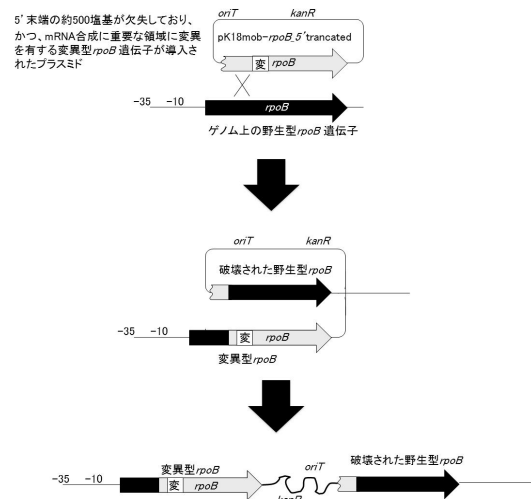 5'末端の約500塩基が欠失しており、
かつ、mRNA合成に重要な領域に変異
を有する変異型rpoB遺伝子が導入さ
れたプラスミド
oriT kanR
pK18mob-rpoB_5'truncated
変 rpoB
-35 -10
rpoB
ゲノム上の野生型rpoB遺伝子
oriT kanR
破壊された野生型rpoB
-35 -10
変 rpoB
変異型rpoB
変異型rpoB
oriT
破壊された野生型rpoB
-35 -10
変 rpoB
kanR